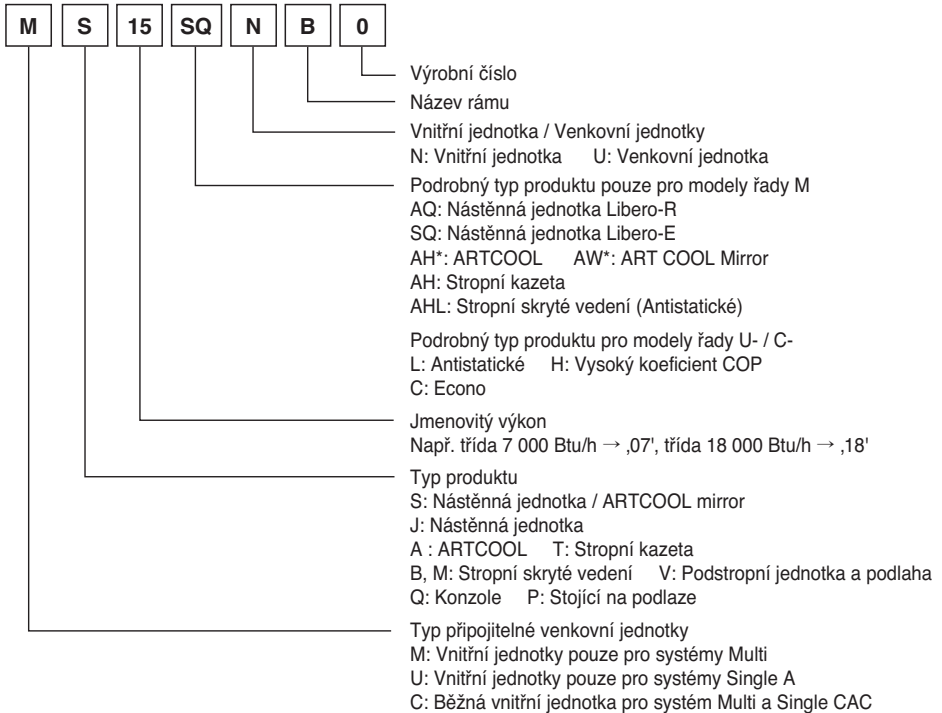 M S 15 SQ N B 0
Výrobní číslo
Název rámu
Vnitřní jednotka / Venkovní jednotky
N: Vnitřní jednotka U: Venkovní jednotka
Podrobný typ produktu pouze pro modely řady M
AQ: Nástěnná jednotka Libero-R
SQ: Nástěnná jednotka Libero-E
AH*: ARTCOOL AW*: ART COOL Mirror
AH: Stropní kazeta
AHL: Stropní skryté vedení (Antistatické)
Podrobný typ produktu pro modely řady U- / C-
L: Antistatické H: Vysoký koeficient COP
C: Econo
Jmenovitý výkon
Např. třída 7 000 Btu/h → ‚07', třída 18 000 Btu/h → ‚18'
Typ produktu
S: Nástěnná jednotka / ARTCOOL mirror
J: Nástěnná jednotka
A : ARTCOOL T: Stropní kazeta
B, M: Stropní skryté vedení V: Podstropní jednotka a podlaha
Q: Konzole P: Stojící na podlaze
Typ připojitelné venkovní jednotky
M: Vnitřní jednotky pouze pro systémy Multi
U: Vnitřní jednotky pouze pro systémy Single A
C: Běžná vnitřní jednotka pro systém Multi a Single CAC